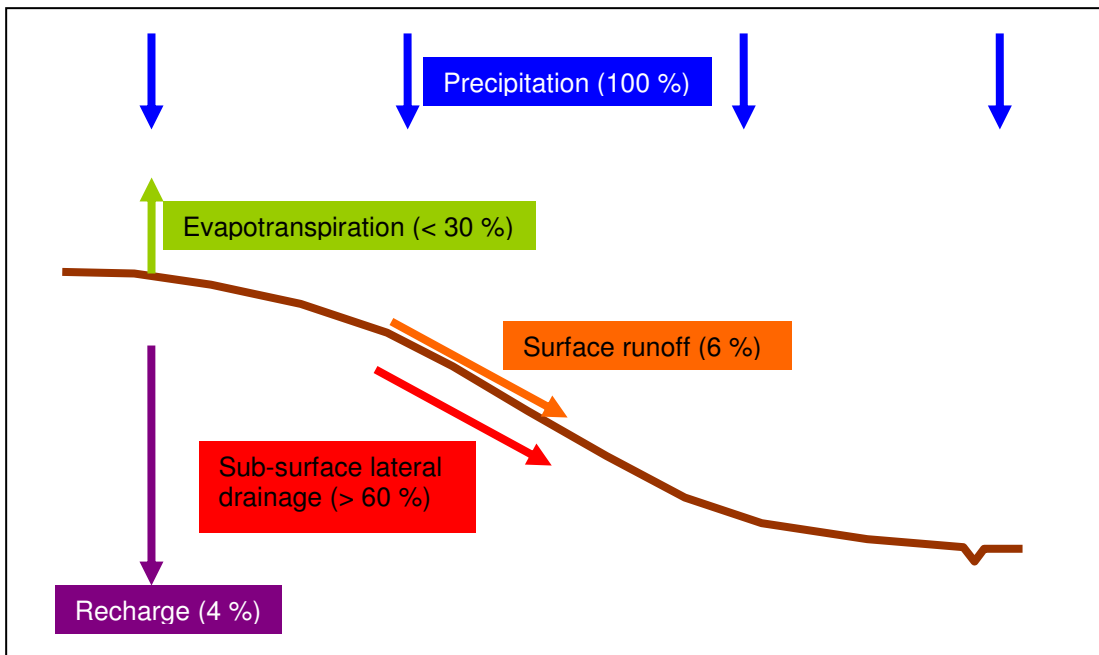 Precipitation (100 %)
Evapotranspiration (< 30 %)
Surface runoff (6 %)
Sub-surface lateral
drainage (> 60 %)
Recharge (4 %)